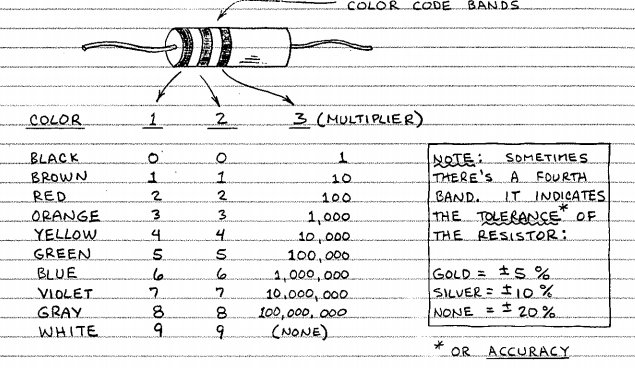 COLOR CODE BANDS
COLOR 1 2 3 (MULTIPLIER)
BLACK 0 0 1
BROWN 1 1 10
RED 2 2 100
ORANGE 3 3 1,000
YELLOW 4 4 10,000
GREEN 5 5 100,000
BLUE 6 6 1,000,000
VIOLET 7 7 10,000,000
GRAY 8 8 100,000,000
WHITE 9 9 (NONE)
NOTE: SOMETIMES
THERE'S A FOURTH
BAND. IT INDICATES
THE TOLERANCE* OF
THE RESISTOR:
GOLD = ±5%
SILVER = ±10%
NONE = ±20%
* OR ACCURACY